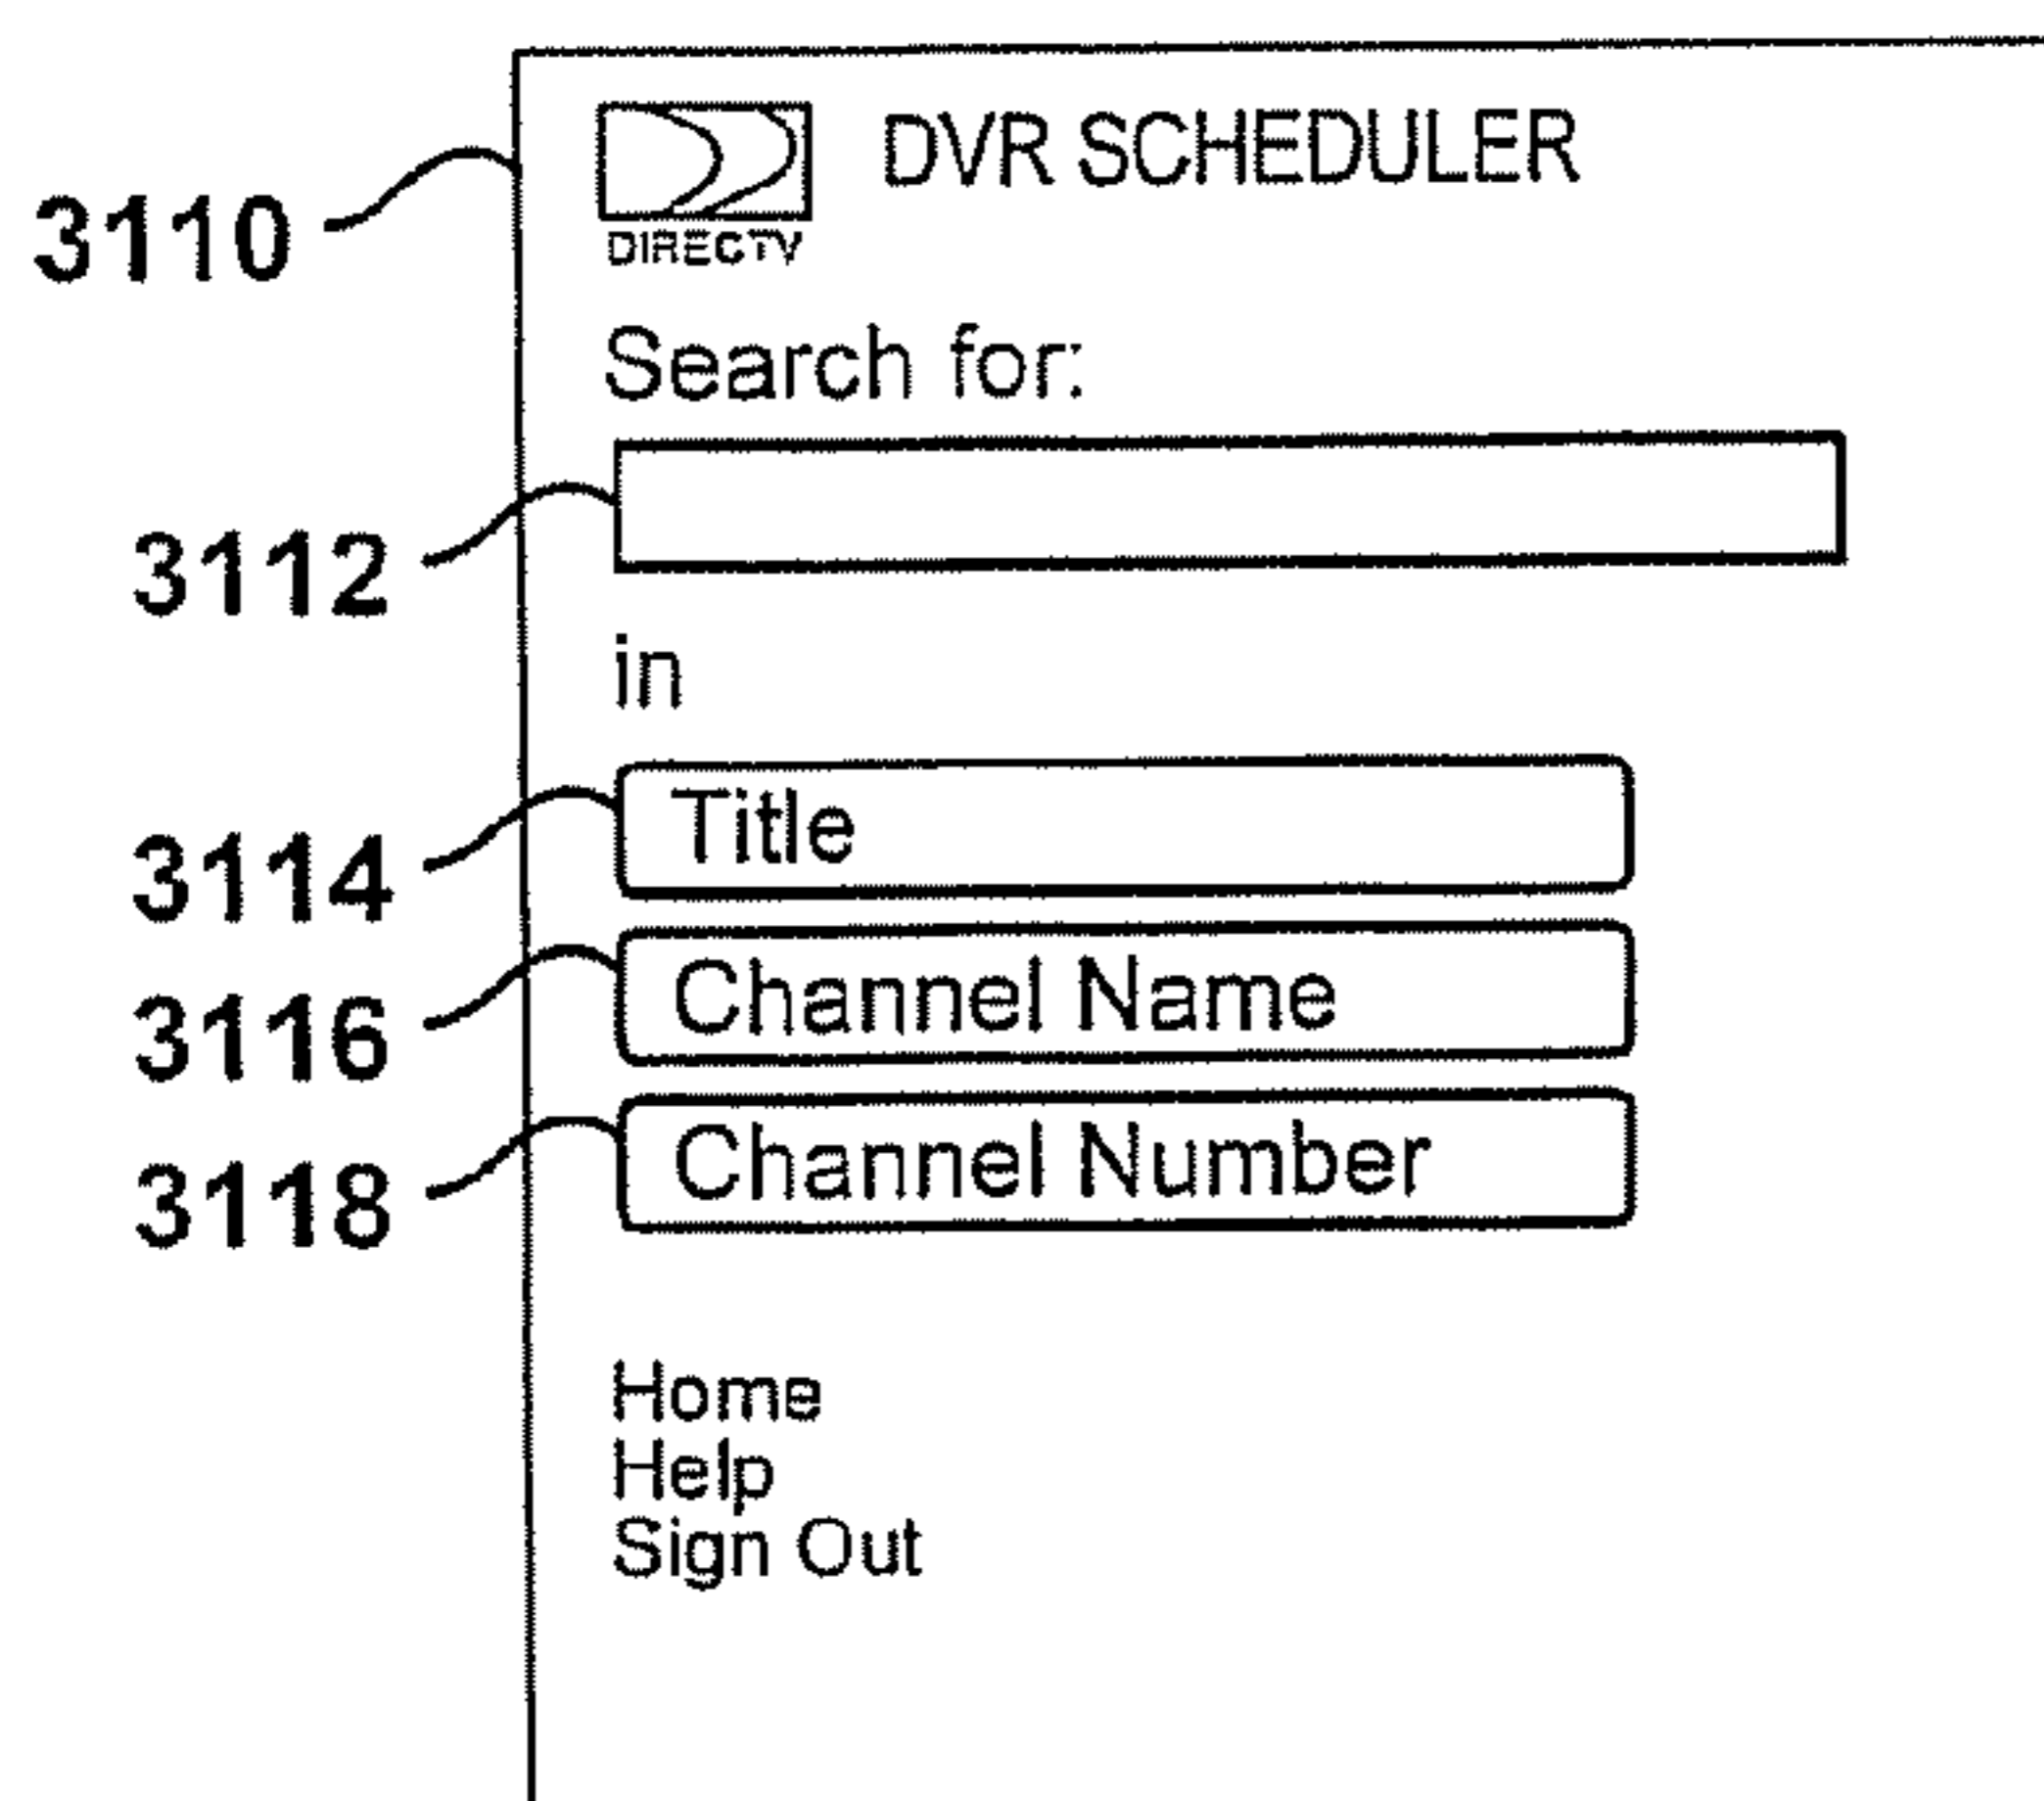 DVR SCHEDULER
3110
DIRECTV
Search for:
3112
in
3114 Title
3116 Channel Name
3118 Channel Number
Home
Help
Sign Out